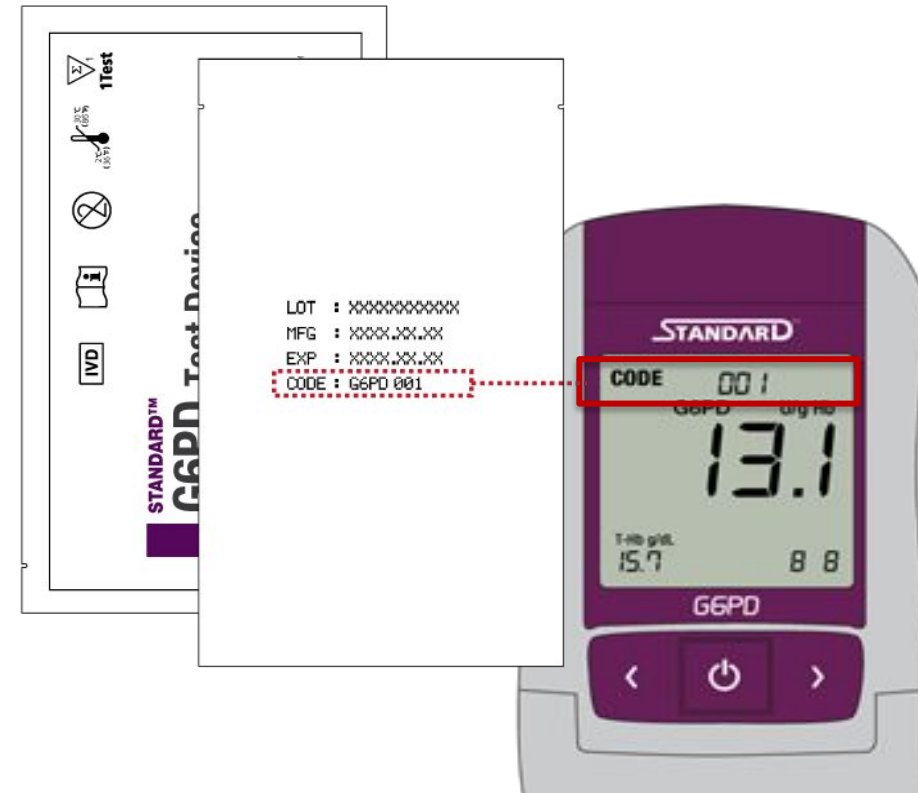 1Test
30℃
(86℉)
2℃
(36℉)
IVD
STANDARD™
G6PD Test Device
LOT : XXXXXXXXXXX
MFG : XXXX.XX.XX
EXP : XXXX.XX.XX
CODE : G6PD 001
STANDARD
CODE 001
G6PD U/g Hb
13.1
T-Hb g/dL
15.7 8 8
G6PD